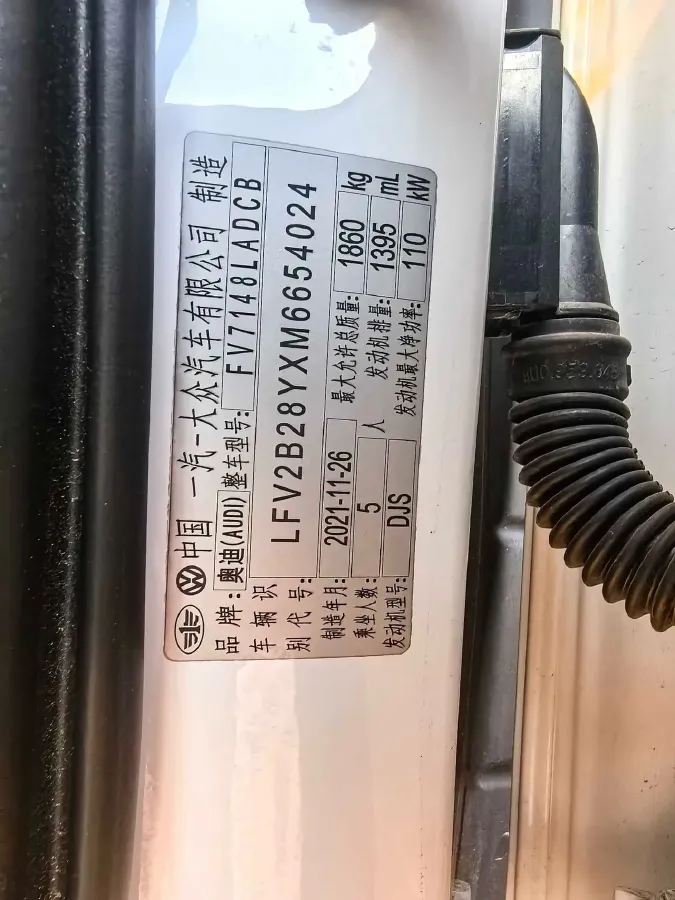 中国 一汽-大众汽车有限公司 制造
品牌: 奥迪(AUDI) 整车型号: FV7148LADCB
车辆识别代号: LFV2B28YXM6654024
制造年月: 2021-11-26 最大允许总质量: 1860 kg
乘坐人数: 5 人 发动机排量: 1395 mL
发动机型号: DJS 发动机最大净功率: 110 kW